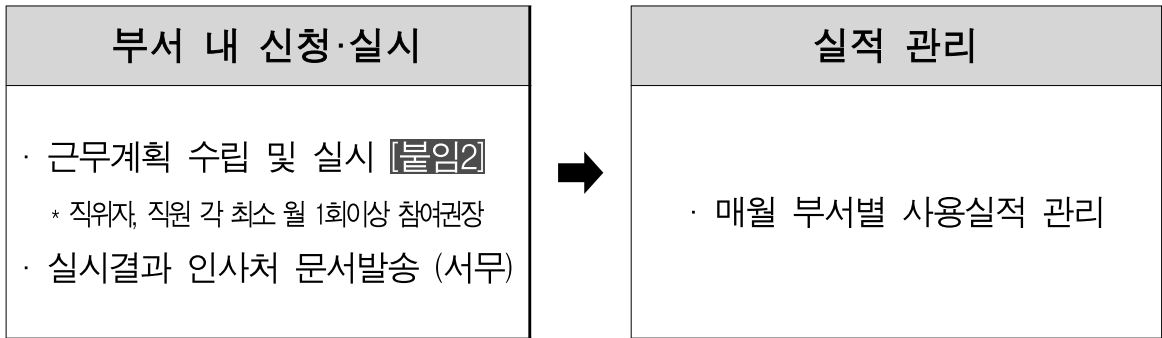 부서 내 신청·실시
· 근무계획 수립 및 실시 [붙임2]
* 직위자, 직원 각 최소 월 1회이상 참여권장
· 실시결과 인사처 문서발송 (서무)
실적 관리
· 매월 부서별 사용실적 관리